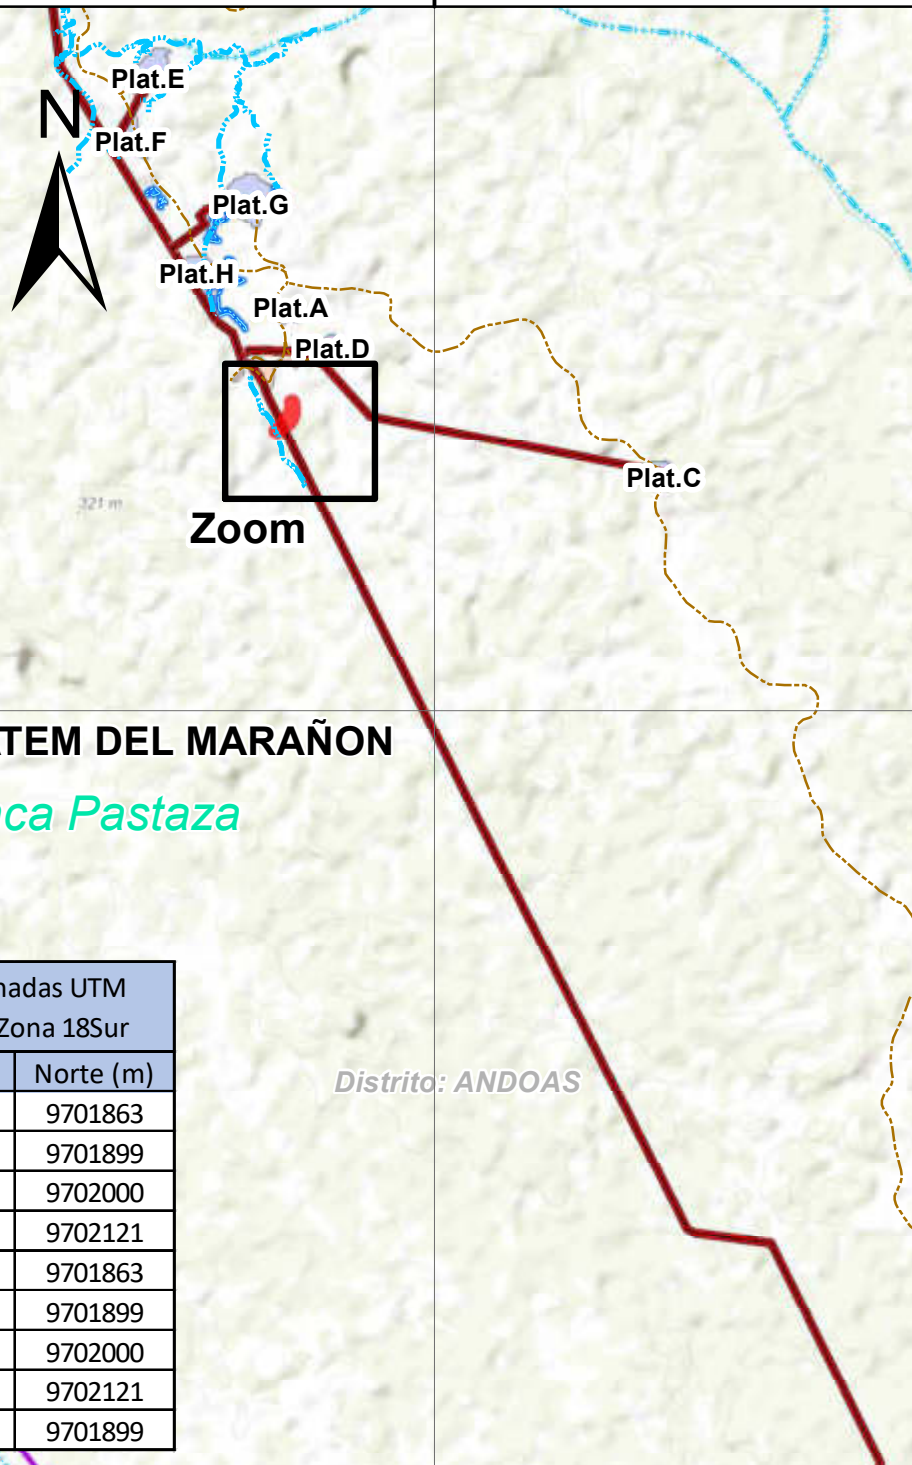 Plat.E
N
Plat.F
Plat.G
Plat.H
Plat.A
Plat.D
Plat.C
321 m
Zoom
TEM DEL MARAÑON
ca Pastaza
nadas UTM
Zona 18Sur
Norte (m)
9701863
9701899
Distrito: ANDOAS
9702000
9702121
9701863
9701899
9702000
9702121
9701899